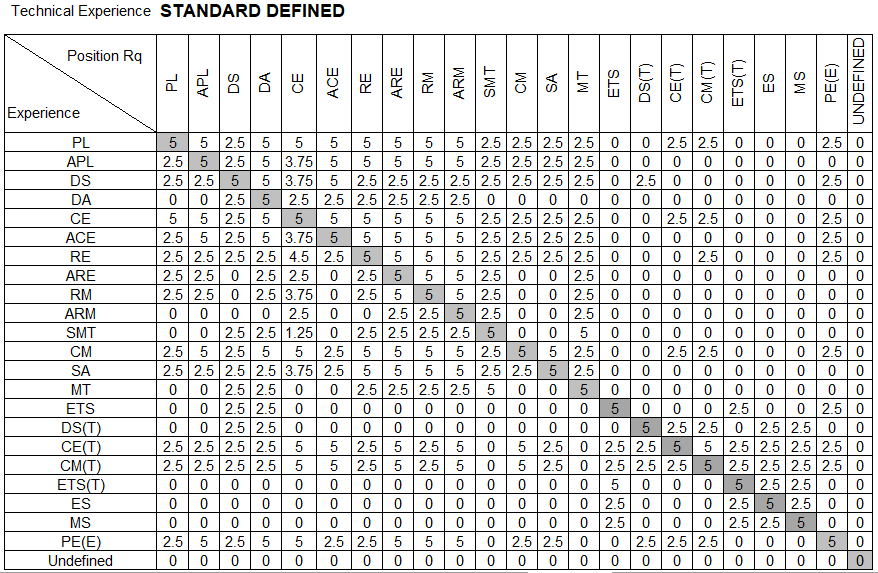 Technical Experience STANDARD DEFINED
Position Rq
Experience
PL APL DS DA CE ACE RE ARE RM ARM SMT CM SA MT ETS DS(T) CE(T) CM(T) ETS(T) ES MS PE(E) UNDEFINED
PL 5 5 2.5 5 5 5 5 5 5 5 2.5 2.5 2.5 2.5 0 0 2.5 2.5 0 0 0 2.5 0
APL 2.5 5 2.5 5 3.75 5 5 5 5 5 2.5 2.5 2.5 2.5 0 0 0 0 0 0 0 0 0
DS 2.5 2.5 5 5 3.75 5 2.5 2.5 2.5 2.5 2.5 2.5 2.5 2.5 0 2.5 0 0 0 0 0 2.5 0
DA 0 0 2.5 5 2.5 2.5 2.5 2.5 2.5 2.5 0 0 0 0 0 0 0 0 0 0 0 0 0
CE 5 5 2.5 5 5 5 5 5 5 5 2.5 2.5 2.5 2.5 0 0 2.5 2.5 0 0 0 2.5 0
ACE 2.5 5 2.5 5 3.75 5 5 5 5 5 2.5 2.5 2.5 2.5 0 0 0 0 0 0 0 2.5 0
RE 2.5 2.5 2.5 2.5 4.5 2.5 5 5 5 5 2.5 2.5 2.5 2.5 0 0 0 2.5 0 0 0 2.5 0
ARE 2.5 2.5 0 2.5 2.5 0 2.5 5 5 5 2.5 0 0 2.5 0 0 0 0 0 0 0 0 0
RM 2.5 2.5 0 2.5 3.75 0 2.5 5 5 5 2.5 0 0 2.5 0 0 0 0 0 0 0 0 0
ARM 0 0 0 0 2.5 0 0 2.5 2.5 5 2.5 0 0 2.5 0 0 0 0 0 0 0 0 0
SMT 0 0 2.5 2.5 1.25 0 2.5 2.5 2.5 2.5 5 0 0 5 0 0 0 0 0 0 0 0 0
CM 2.5 5 2.5 5 5 2.5 5 5 5 5 2.5 5 5 2.5 0 0 2.5 2.5 0 0 0 2.5 0
SA 2.5 2.5 2.5 2.5 3.75 2.5 5 5 5 5 2.5 2.5 5 2.5 0 0 0 0 0 0 0 0 0
MT 0 0 2.5 2.5 0 0 2.5 2.5 2.5 2.5 5 0 0 5 0 0 0 0 0 0 0 0 0
ETS 0 0 2.5 2.5 0 0 0 0 0 0 0 0 0 0 5 0 0 0 2.5 0 0 2.5 0
DS(T) 0 0 2.5 2.5 0 0 0 0 0 0 0 0 0 0 0 5 2.5 2.5 0 2.5 2.5 0 0
CE(T) 2.5 2.5 2.5 2.5 5 5 2.5 5 2.5 5 0 5 2.5 0 2.5 2.5 5 5 2.5 2.5 2.5 2.5 0
CM(T) 2.5 2.5 2.5 2.5 5 5 2.5 5 2.5 5 0 5 2.5 0 2.5 2.5 2.5 5 2.5 2.5 2.5 2.5 0
ETS(T) 0 0 0 0 0 0 0 0 0 0 0 0 0 0 5 0 0 0 5 2.5 2.5 0 0
ES 0 0 0 0 0 0 0 0 0 0 0 0 0 0 2.5 0 0 0 2.5 5 2.5 0 0
MS 0 0 0 0 0 0 0 0 0 0 0 0 0 0 2.5 0 0 0 2.5 2.5 5 0 0
PE(E) 2.5 5 2.5 5 5 2.5 2.5 5 5 5 0 2.5 2.5 0 0 2.5 2.5 2.5 0 0 0 5 0
Undefined 0 0 0 0 0 0 0 0 0 0 0 0 0 0 0 0 0 0 0 0 0 0 0